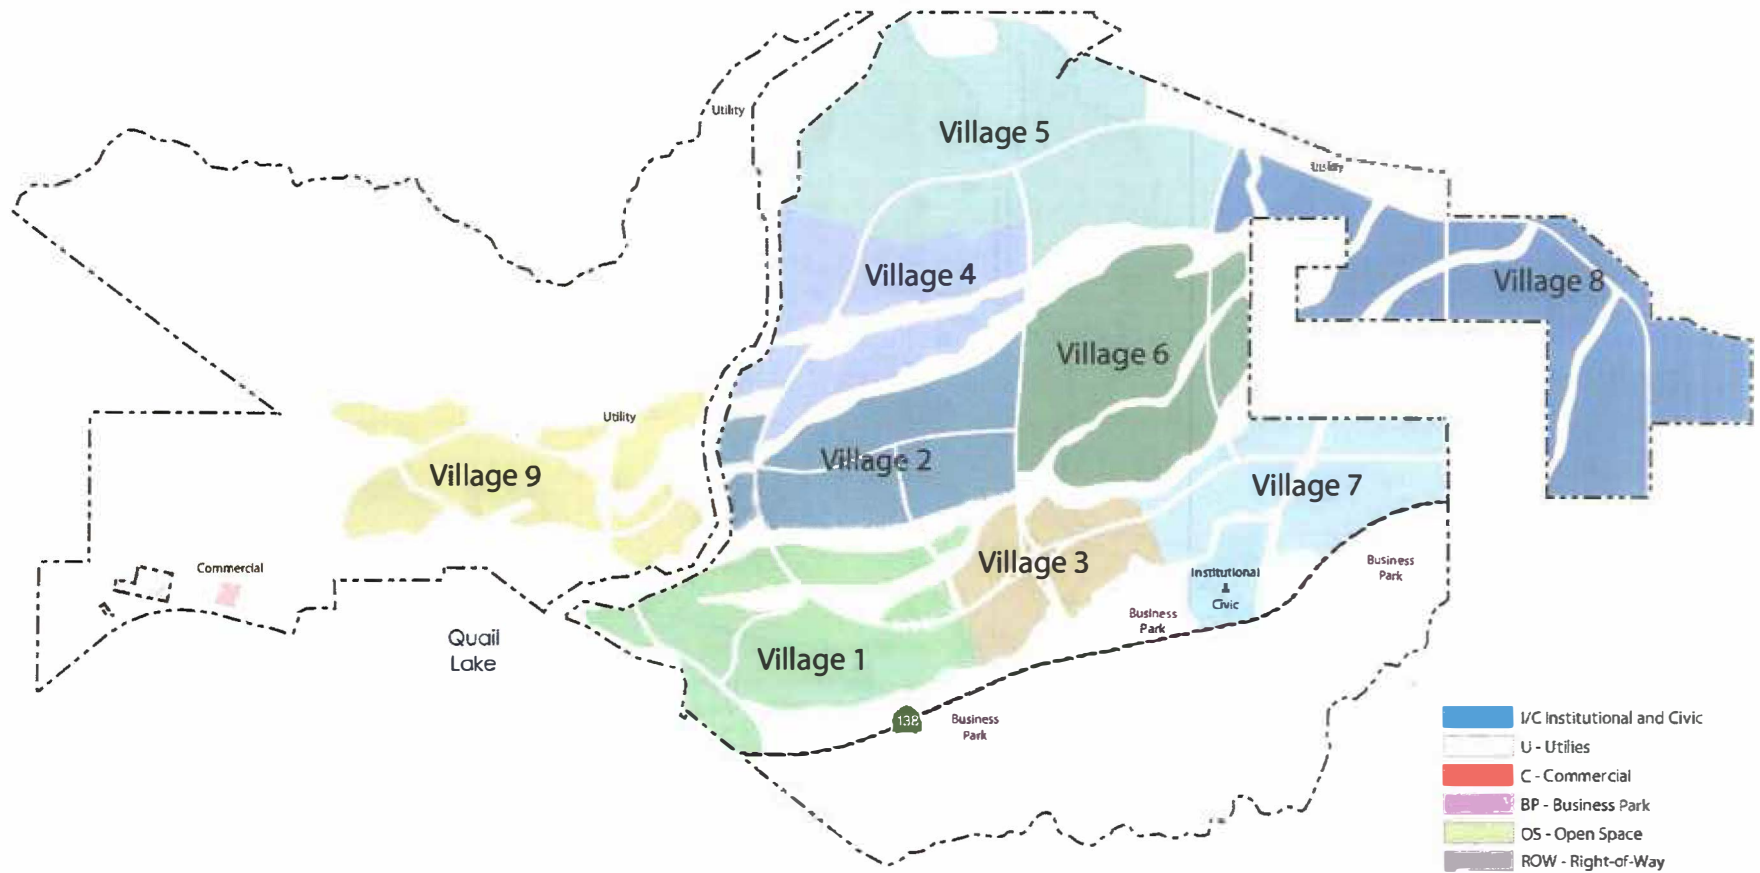 Utility
Village 5
Utility
Village 4
Village 8
Village 6
Utility
Village 2
Village 9
Village 7
Village 3
Commercial
Institutional
&
Civic
Business
Park
Business
Park
Quail
Lake
Village 1
138
Business
Park
I/C Institutional and Civic
U - Utilies
C - Commercial
BP - Business Park
OS - Open Space
ROW - Right-of-Way